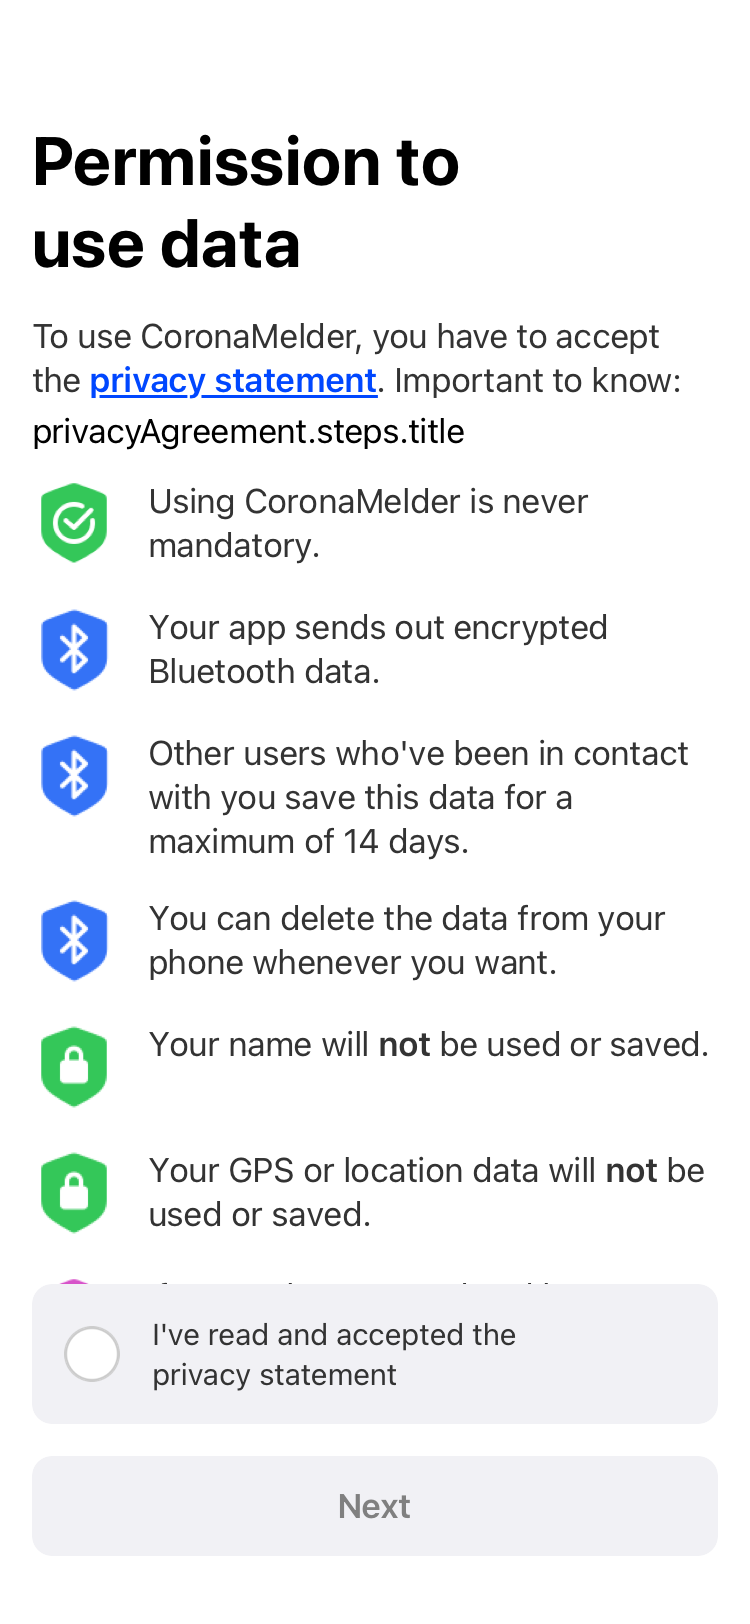 Permission to
use data
To use CoronaMelder, you have to accept
the privacy statement. Important to know:
privacyAgreement.steps.title
Using CoronaMelder is never
mandatory.
Your app sends out encrypted
Bluetooth data.
Other users who've been in contact
with you save this data for a
maximum of 14 days.
You can delete the data from your
phone whenever you want.
Your name will not be used or saved.
Your GPS or location data will not be
used or saved.
I've read and accepted the
privacy statement
Next